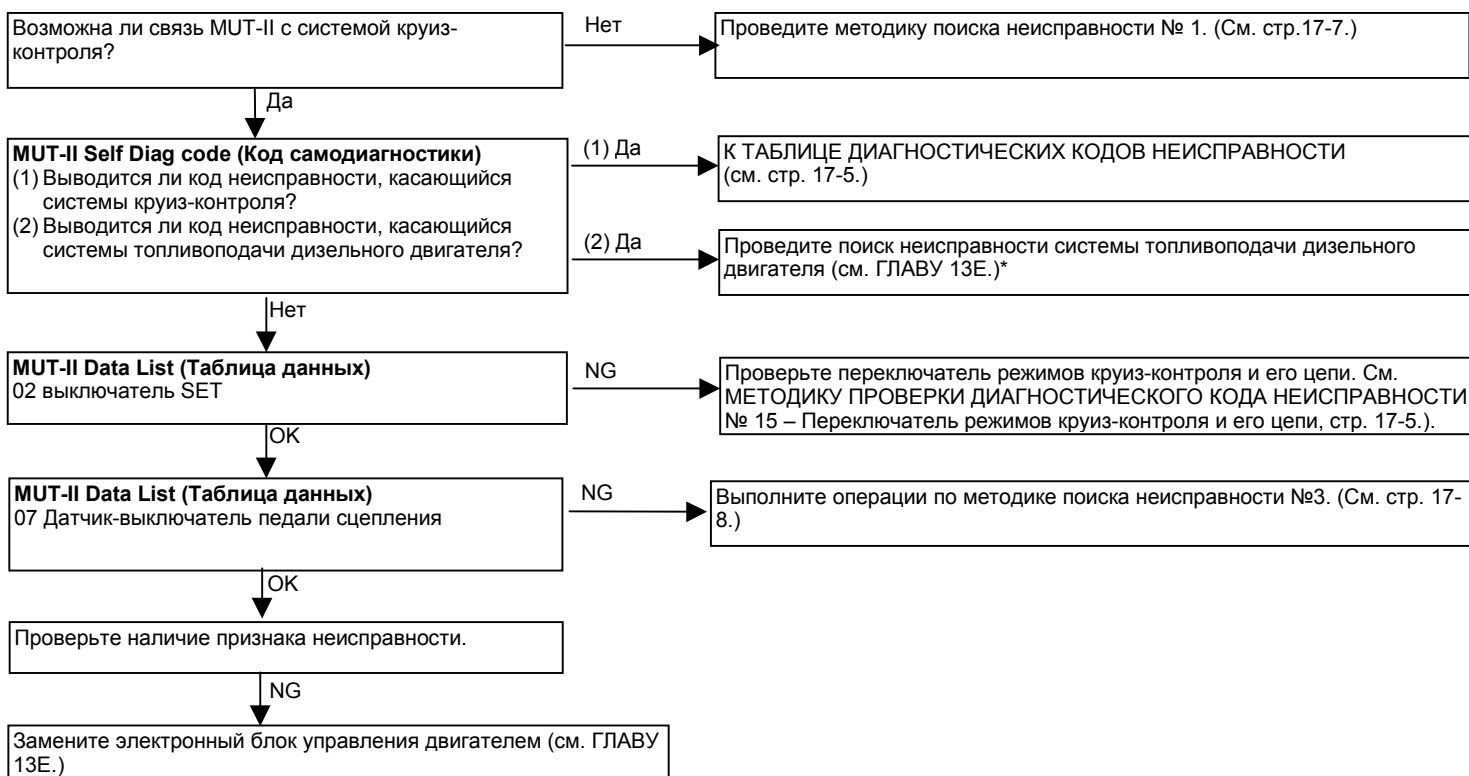 Возможна ли связь MUT-II с системой круиз-
контроля?
Нет
Проведите методику поиска неисправности № 1. (См. стр.17-7.)
Да
MUT-II Self Diag code (Код самодиагностики)
(1) Выводится ли код неисправности, касающийся
системы круиз-контроля?
(2) Выводится ли код неисправности, касающийся
системы топливоподачи дизельного двигателя?
(1) Да
К ТАБЛИЦЕ ДИАГНОСТИЧЕСКИХ КОДОВ НЕИСПРАВНОСТИ
(см. стр. 17-5.)
(2) Да
Проведите поиск неисправности системы топливоподачи дизельного
двигателя (см. ГЛАВУ 13E.)*
Нет
MUT-II Data List (Таблица данных)
02 выключатель SET
NG
Проверьте переключатель режимов круиз-контроля и его цепи. См.
МЕТОДИКУ ПРОВЕРКИ ДИАГНОСТИЧЕСКОГО КОДА НЕИСПРАВНОСТИ
№ 15 – Переключатель режимов круиз-контроля и его цепи, стр. 17-5.).
OK
MUT-II Data List (Таблица данных)
07 Датчик-выключатель педали сцепления
NG
Выполните операции по методике поиска неисправности №3. (См. стр. 17-
8.)
OK
Проверьте наличие признака неисправности.
NG
Замените электронный блок управления двигателем (см. ГЛАВУ
13E.)